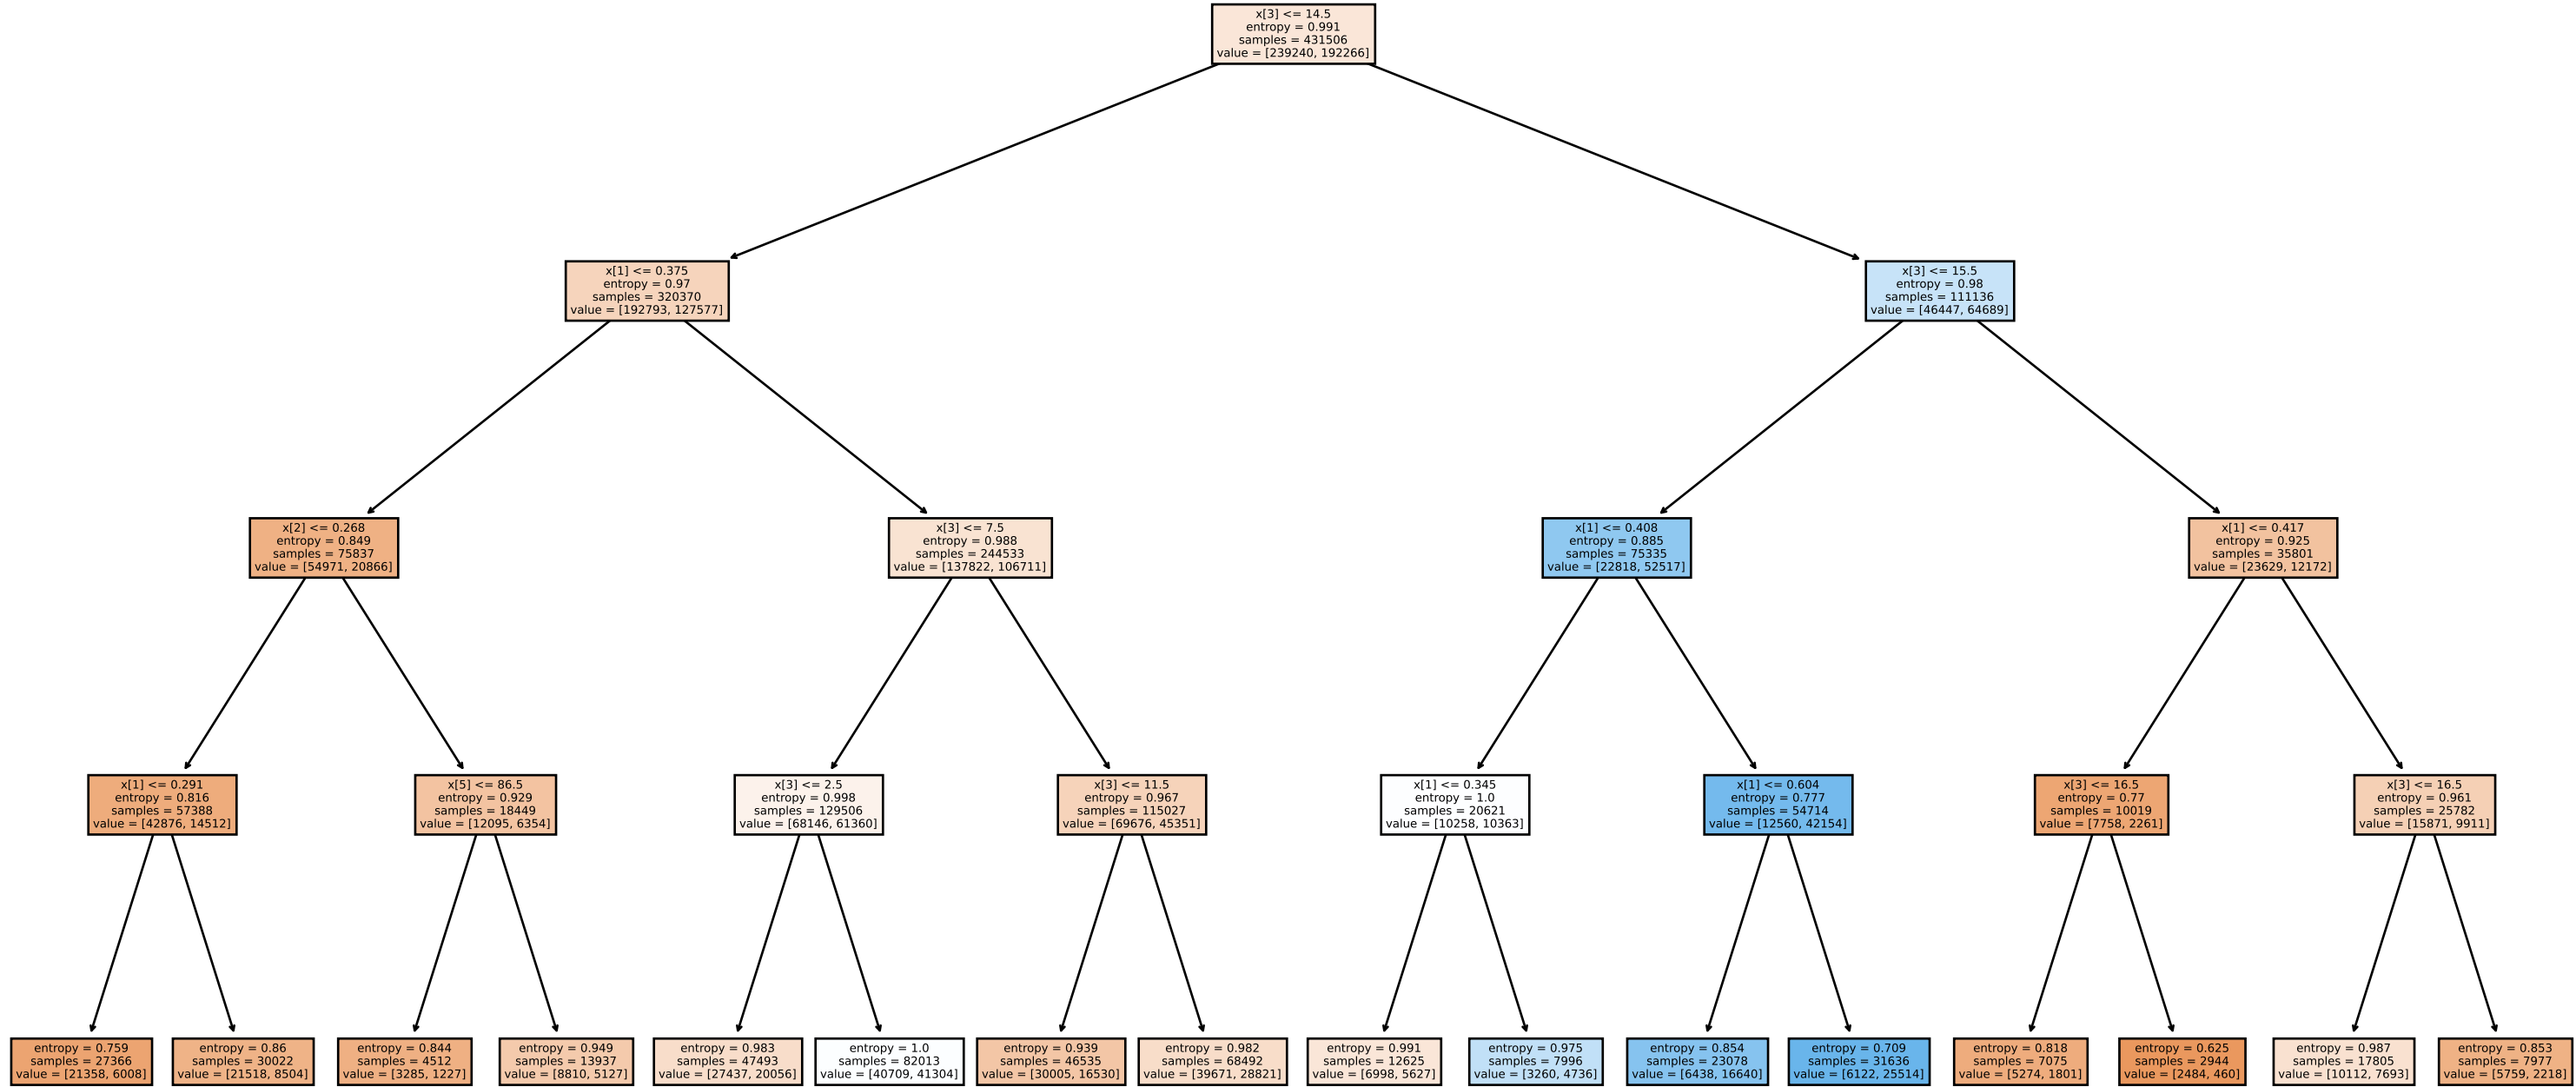 x[3] <= 14.5
entropy = 0.991
samples = 431506
value = [239240, 192266]
x[1] <= 0.375
entropy = 0.97
samples = 320370
value = [192793, 127577]
x[3] <= 15.5
entropy = 0.98
samples = 111136
value = [46447, 64689]
x[2] <= 0.268
entropy = 0.849
samples = 75837
value = [54971, 20866]
x[3] <= 7.5
entropy = 0.988
samples = 244533
value = [137822, 106711]
x[1] <= 0.408
entropy = 0.885
samples = 75335
value = [22818, 52517]
x[1] <= 0.417
entropy = 0.925
samples = 35801
value = [23629, 12172]
x[1] <= 0.291
entropy = 0.816
samples = 57388
value = [42876, 14512]
x[5] <= 86.5
entropy = 0.929
samples = 18449
value = [12095, 6354]
x[3] <= 2.5
entropy = 0.998
samples = 129506
value = [68146, 61360]
x[3] <= 11.5
entropy = 0.967
samples = 115027
value = [69676, 45351]
x[1] <= 0.345
entropy = 1.0
samples = 20621
value = [10258, 10363]
x[1] <= 0.604
entropy = 0.777
samples = 54714
value = [12560, 42154]
x[3] <= 16.5
entropy = 0.77
samples = 10019
value = [7758, 2261]
x[3] <= 16.5
entropy = 0.961
samples = 25782
value = [15871, 9911]
entropy = 0.759
samples = 27366
value = [21358, 6008]
entropy = 0.86
samples = 30022
value = [21518, 8504]
entropy = 0.844
samples = 4512
value = [3285, 1227]
entropy = 0.949
samples = 13937
value = [8810, 5127]
entropy = 0.983
samples = 47493
value = [27437, 20056]
entropy = 1.0
samples = 82013
value = [40709, 41304]
entropy = 0.939
samples = 46535
value = [30005, 16530]
entropy = 0.982
samples = 68492
value = [39671, 28821]
entropy = 0.991
samples = 12625
value = [6998, 5627]
entropy = 0.975
samples = 7996
value = [3260, 4736]
entropy = 0.854
samples = 23078
value = [6438, 16640]
entropy = 0.709
samples = 31636
value = [6122, 25514]
entropy = 0.818
samples = 7075
value = [5274, 1801]
entropy = 0.625
samples = 2944
value = [2484, 460]
entropy = 0.987
samples = 17805
value = [10112, 7693]
entropy = 0.853
samples = 7977
value = [5759, 2218]